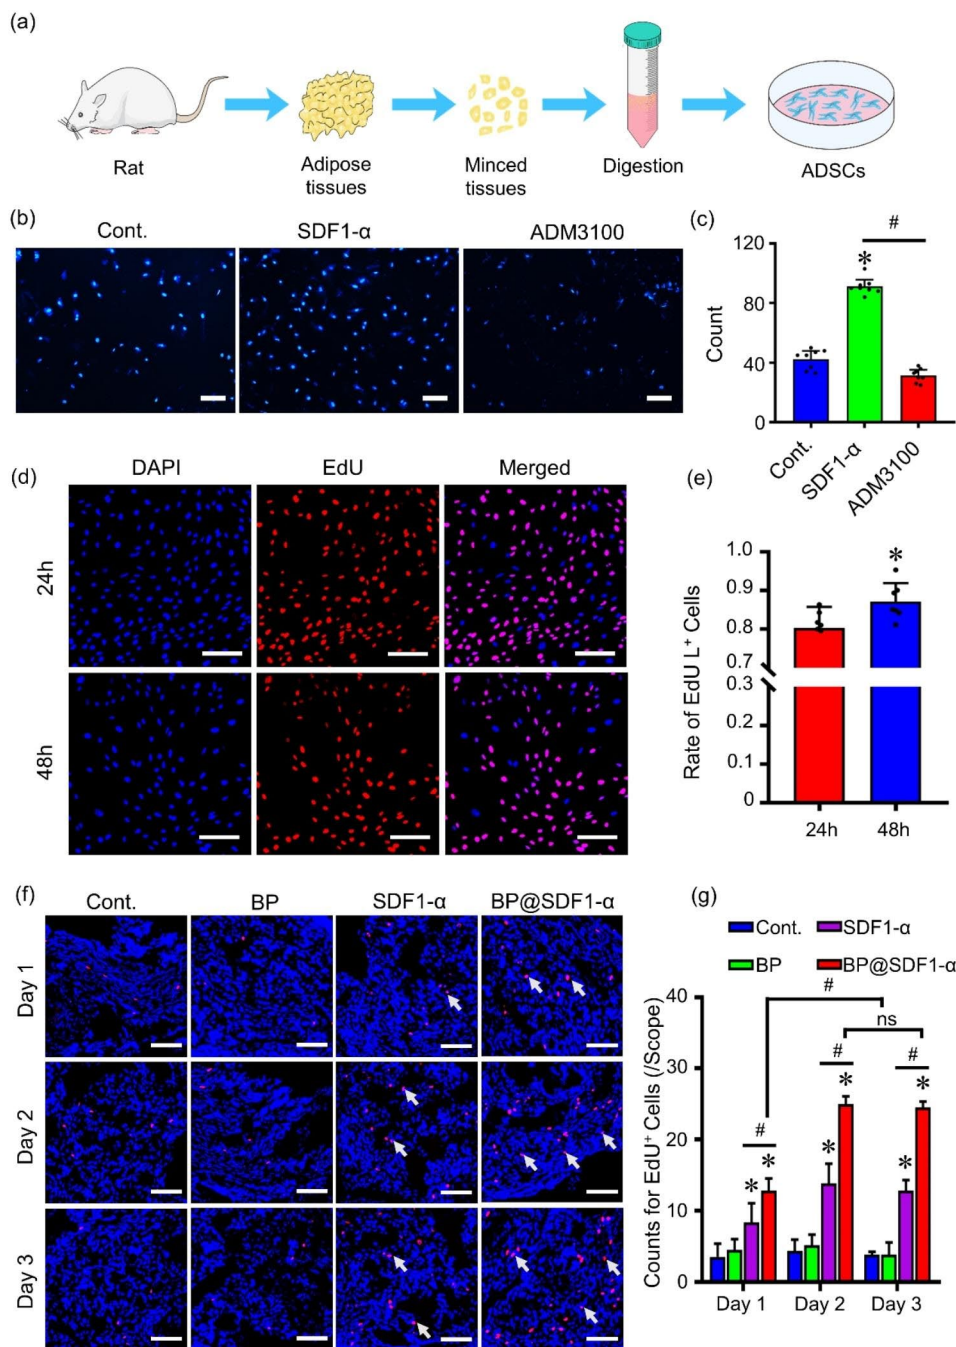 (a)
Rat
Adipose
tissues
Minced
tissues
Digestion
ADSCs
(b)
Cont.
SDF1-α
ADM3100
(c)
#
120
80
40
0
Count
*
Cont.
SDF1-α
ADM3100
(d)
DAPI
EdU
Merged
24h
48h
(e)
1.0
0.9
0.8
0.7
0.3
0.2
0.1
0
Rate of EdU L⁺ Cells
*
24h
48h
(f)
Cont.
BP
SDF1-α
BP@SDF1-α
Day 1
Day 2
Day 3
(g)
Cont.
SDF1-α
BP
BP@SDF1-α
40
30
20
10
0
Counts for EdU⁺ Cells (/Scope)
#
ns
# #
* *
#
* *
* *
Day 1 Day 2 Day 3